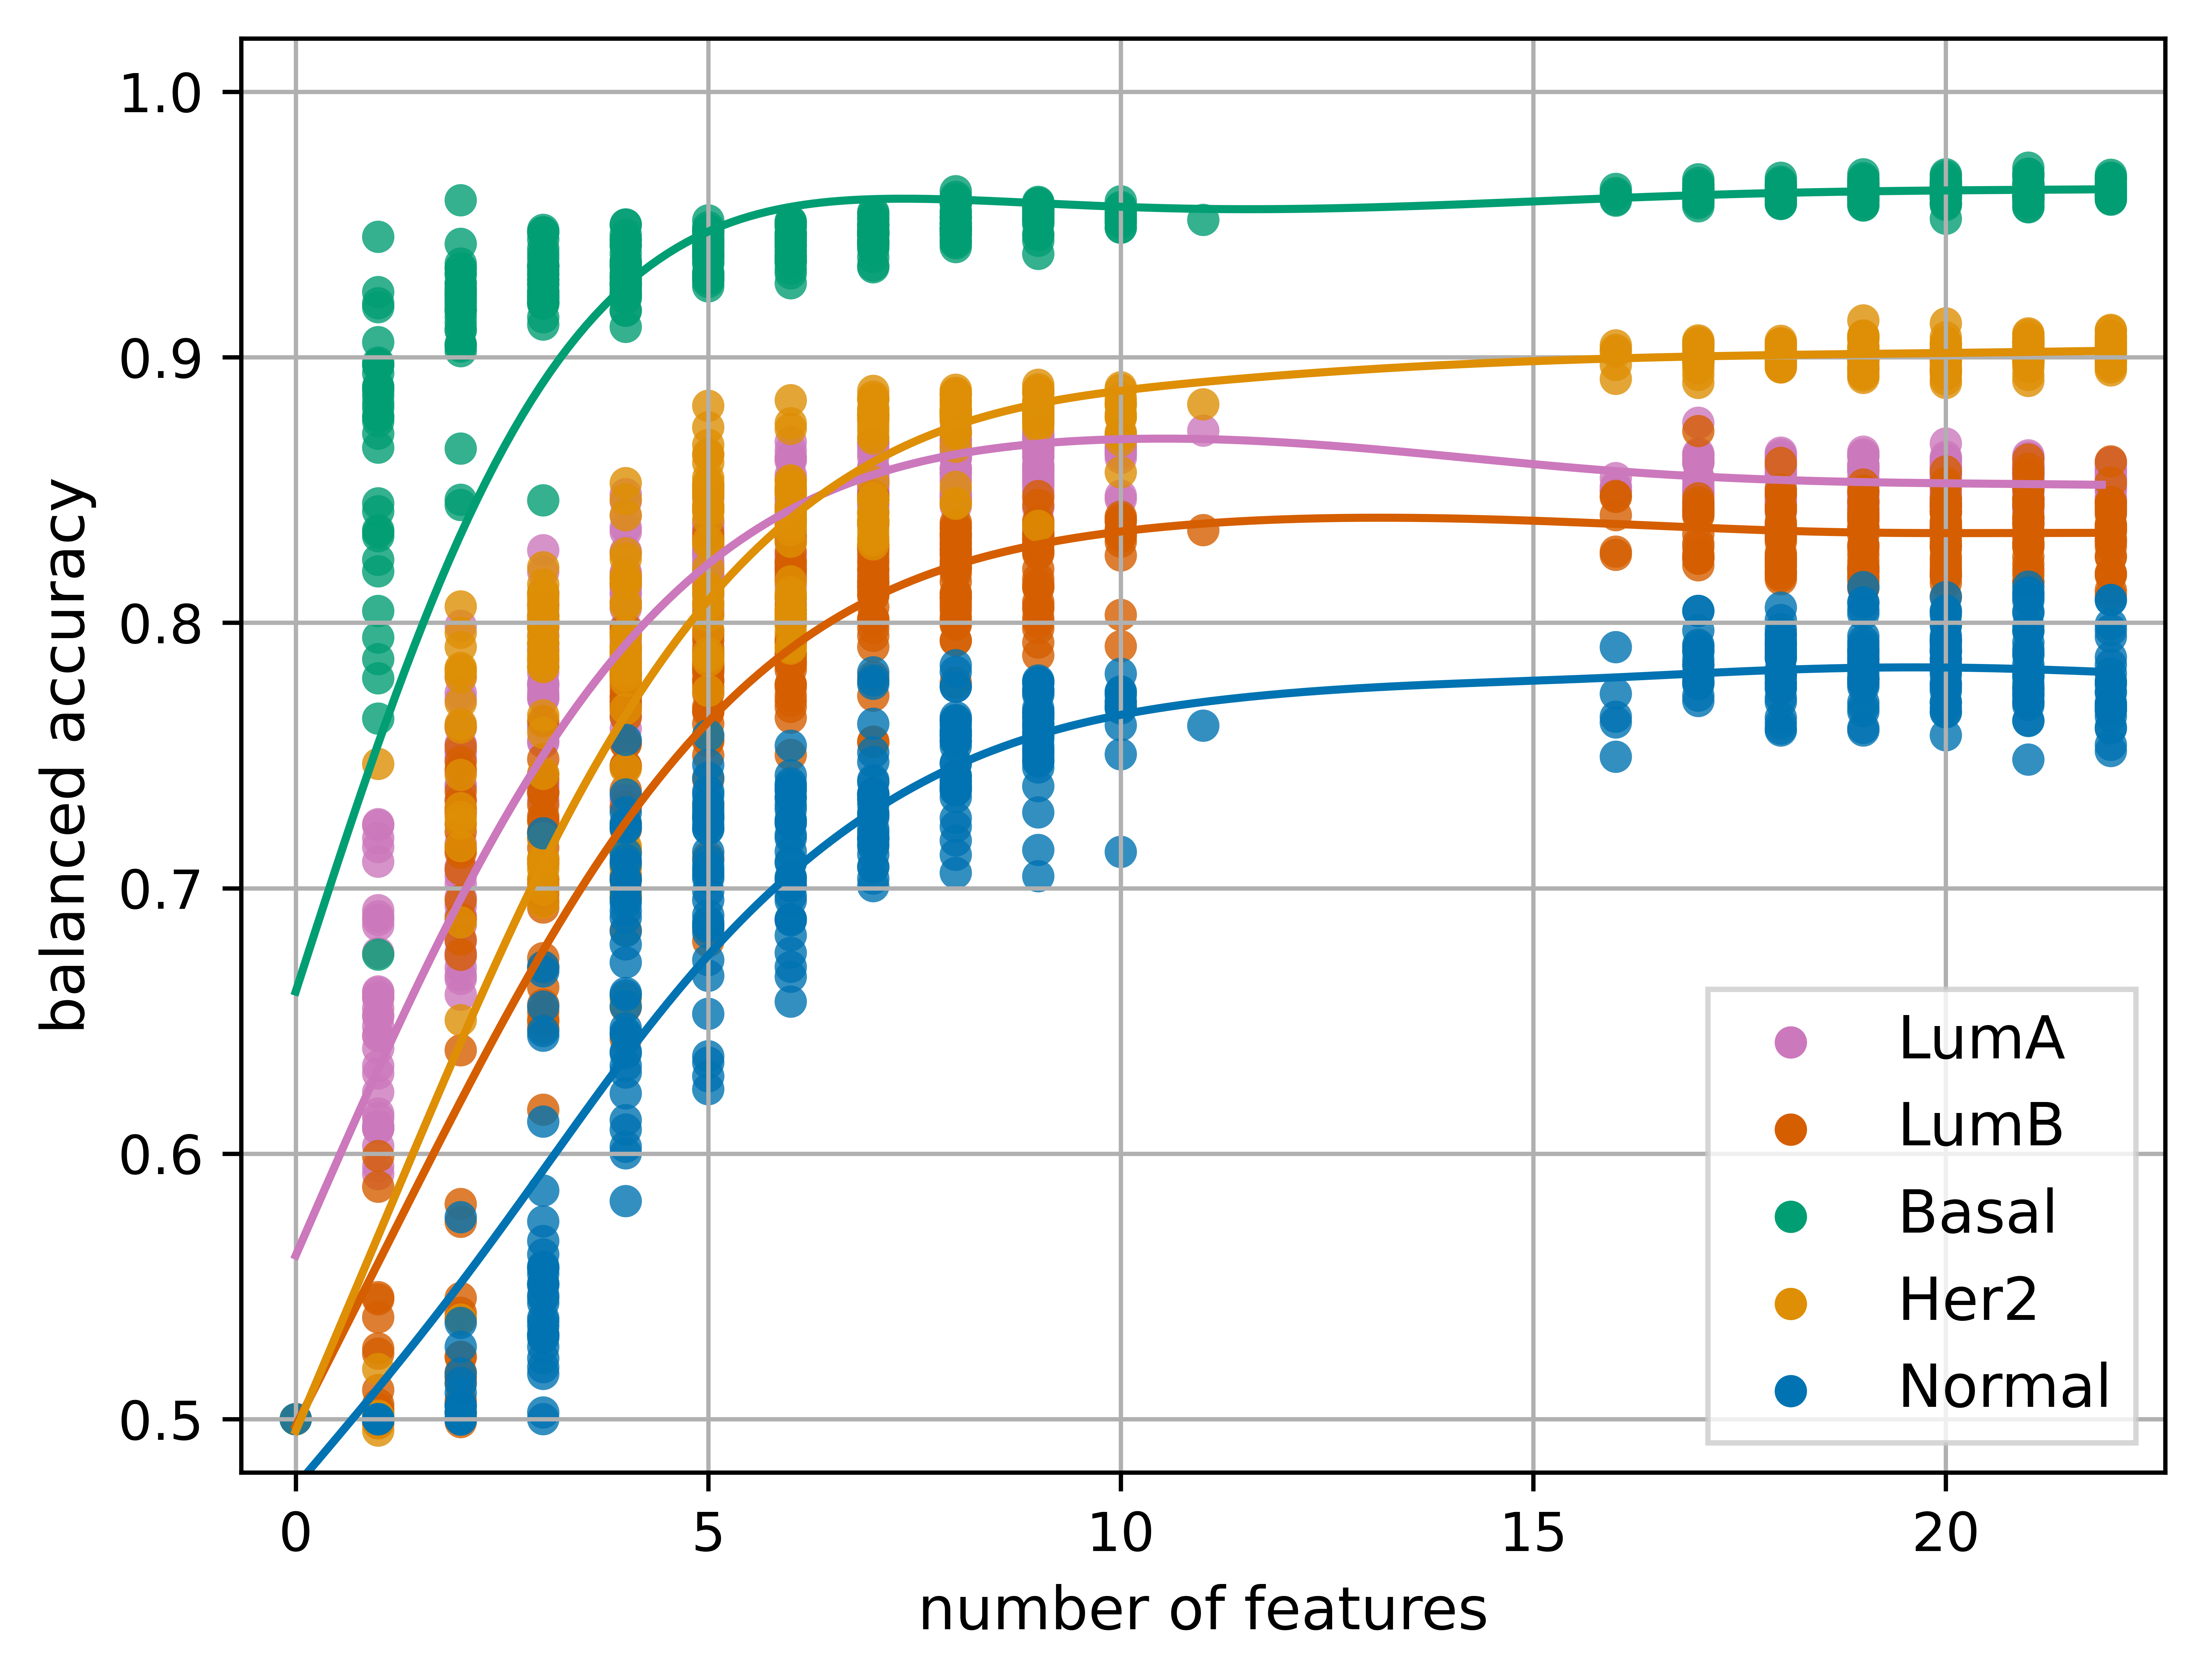 1.0
0.9
0.8
0.7
0.6
0.5
balanced accuracy
0 5 10 15 20
number of features
LumA
LumB
Basal
Her2
Normal